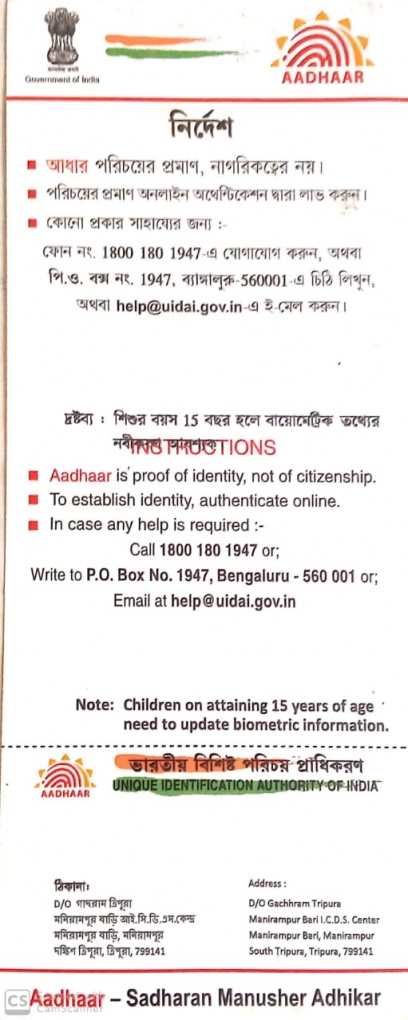 Government of India
AADHAAR
নির্দেশ
আধার পরিচয়ের প্রমাণ, নাগরিকত্বের নয়।
পরিচয়ের প্রমাণ অনলাইন অথেন্টিকেশন দ্বারা লাভ করুন।
কোনো প্রকার সাহায্যের জন্য :-
ফোন নং. 1800 180 1947-এ যোগাযোগ করুন, অথবা
পি.ও. বক্স নং. 1947, ব্যাঙ্গালুরু-560001-এ চিঠি লিখুন,
অথবা help@uidai.gov.in-এ ই-মেল করুন।
দ্রষ্টব্য : শিশুর বয়স 15 বছর হলে বায়োমেট্রিক তথ্যের
নবীকরণ আবশ্যক
INSTRUCTIONS
Aadhaar is proof of identity, not of citizenship.
To establish identity, authenticate online.
In case any help is required :-
Call 1800 180 1947 or;
Write to P.O. Box No. 1947, Bengaluru - 560 001 or;
Email at help@uidai.gov.in
Note: Children on attaining 15 years of age
need to update biometric information.
AADHAAR
ভারতীয় বিশিষ্ট পরিচয় প্রাধিকরণ
UNIQUE IDENTIFICATION AUTHORITY OF INDIA
ঠিকানা:
D/O গাছরাম ত্রিপুরা
মনিরামপুর বাড়ি আই.সি.ডি.এস.কেন্দ্র
মনিরামপুর বাড়ি, মনিরামপুর
দক্ষিণ ত্রিপুরা, ত্রিপুরা, 799141
Address :
D/O Gachhram Tripura
Manirampur Bari I.C.D.S. Center
Manirampur Bari, Manirampur
South Tripura, Tripura, 799141
Aadhaar – Sadharan Manusher Adhikar
CS CamScanner